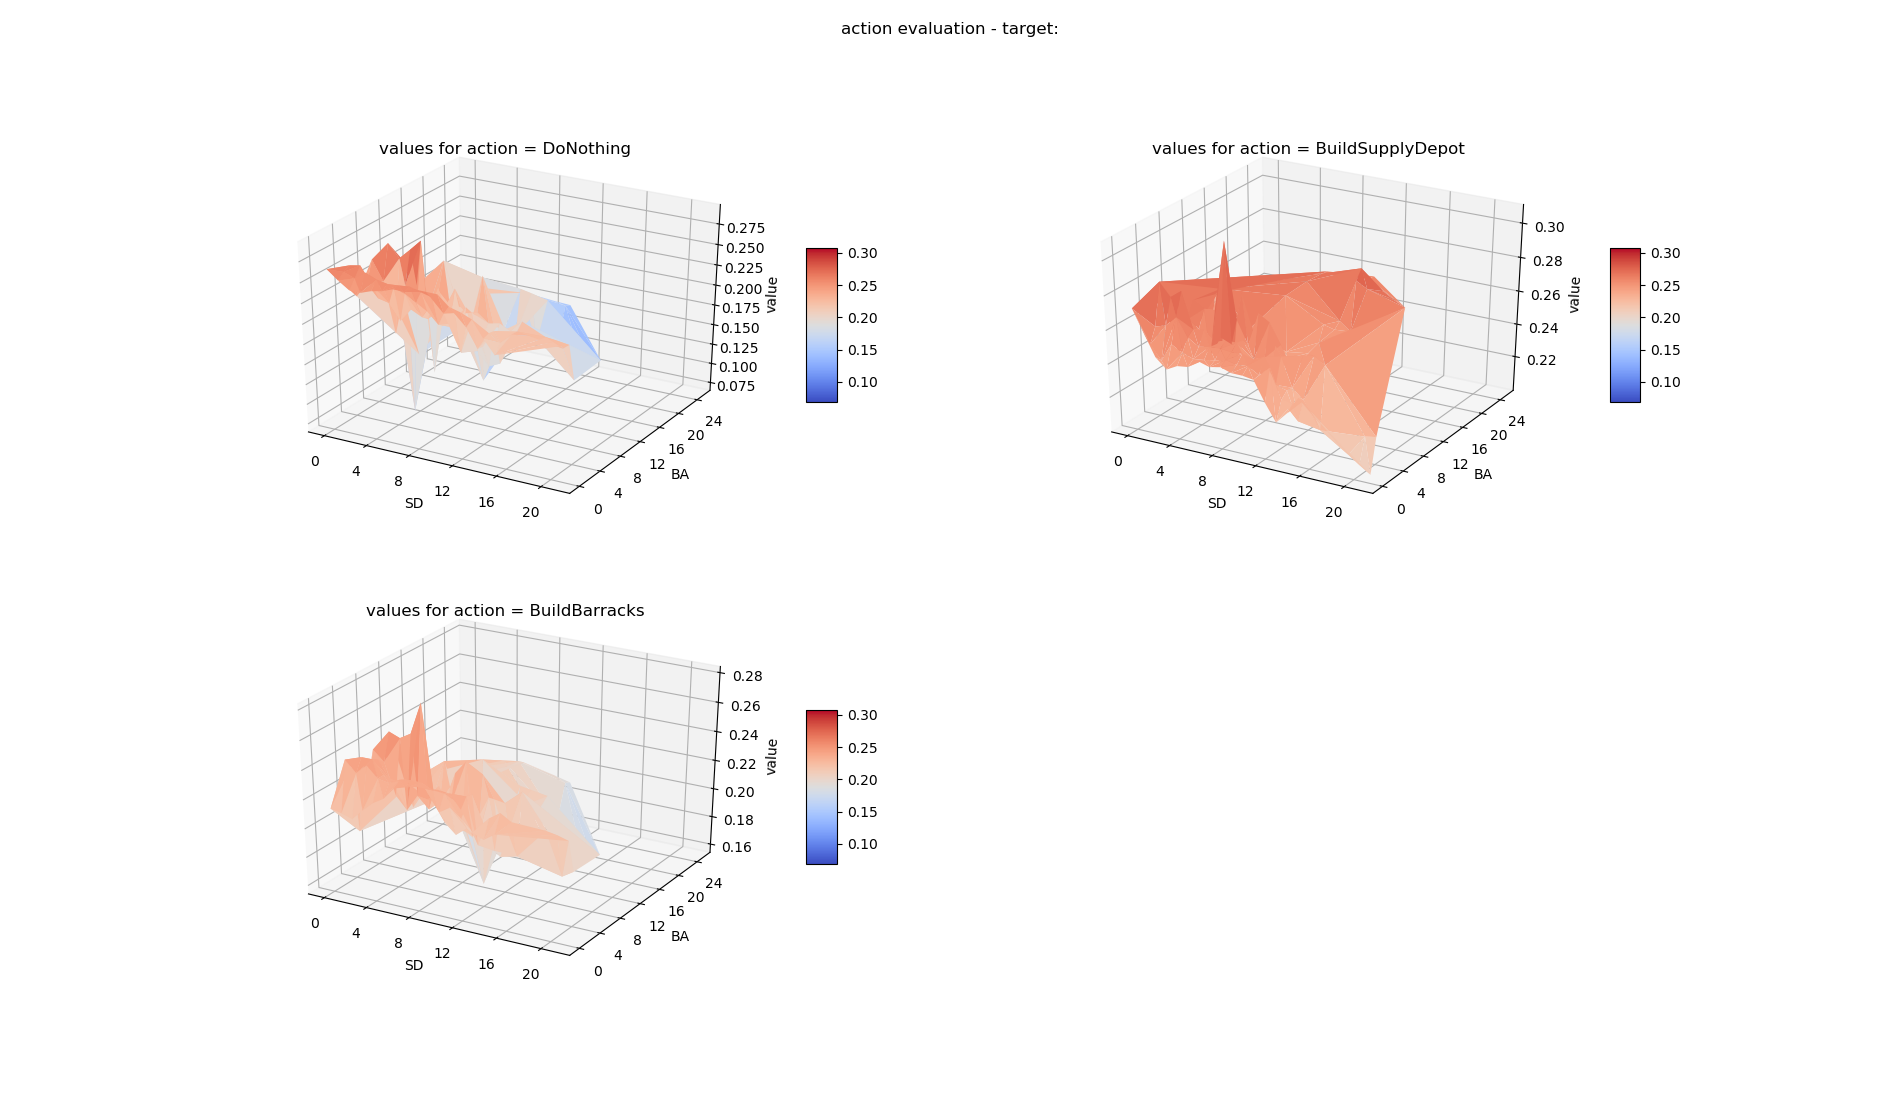 action evaluation - target:
values for action = DoNothing
0.275
0.250
0.225
0.200
0.175
0.150
0.125
0.100
0.075
value
0 4 8 12 16 20
SD
0 4 8 12 16 20 24
BA
0.30
0.25
0.20
0.15
0.10
values for action = BuildSupplyDepot
0.30
0.28
0.26
0.24
0.22
value
0 4 8 12 16 20
SD
0 4 8 12 16 20 24
BA
0.30
0.25
0.20
0.15
0.10
values for action = BuildBarracks
0.28
0.26
0.24
0.22
0.20
0.18
0.16
value
0 4 8 12 16 20
SD
0 4 8 12 16 20 24
BA
0.30
0.25
0.20
0.15
0.10